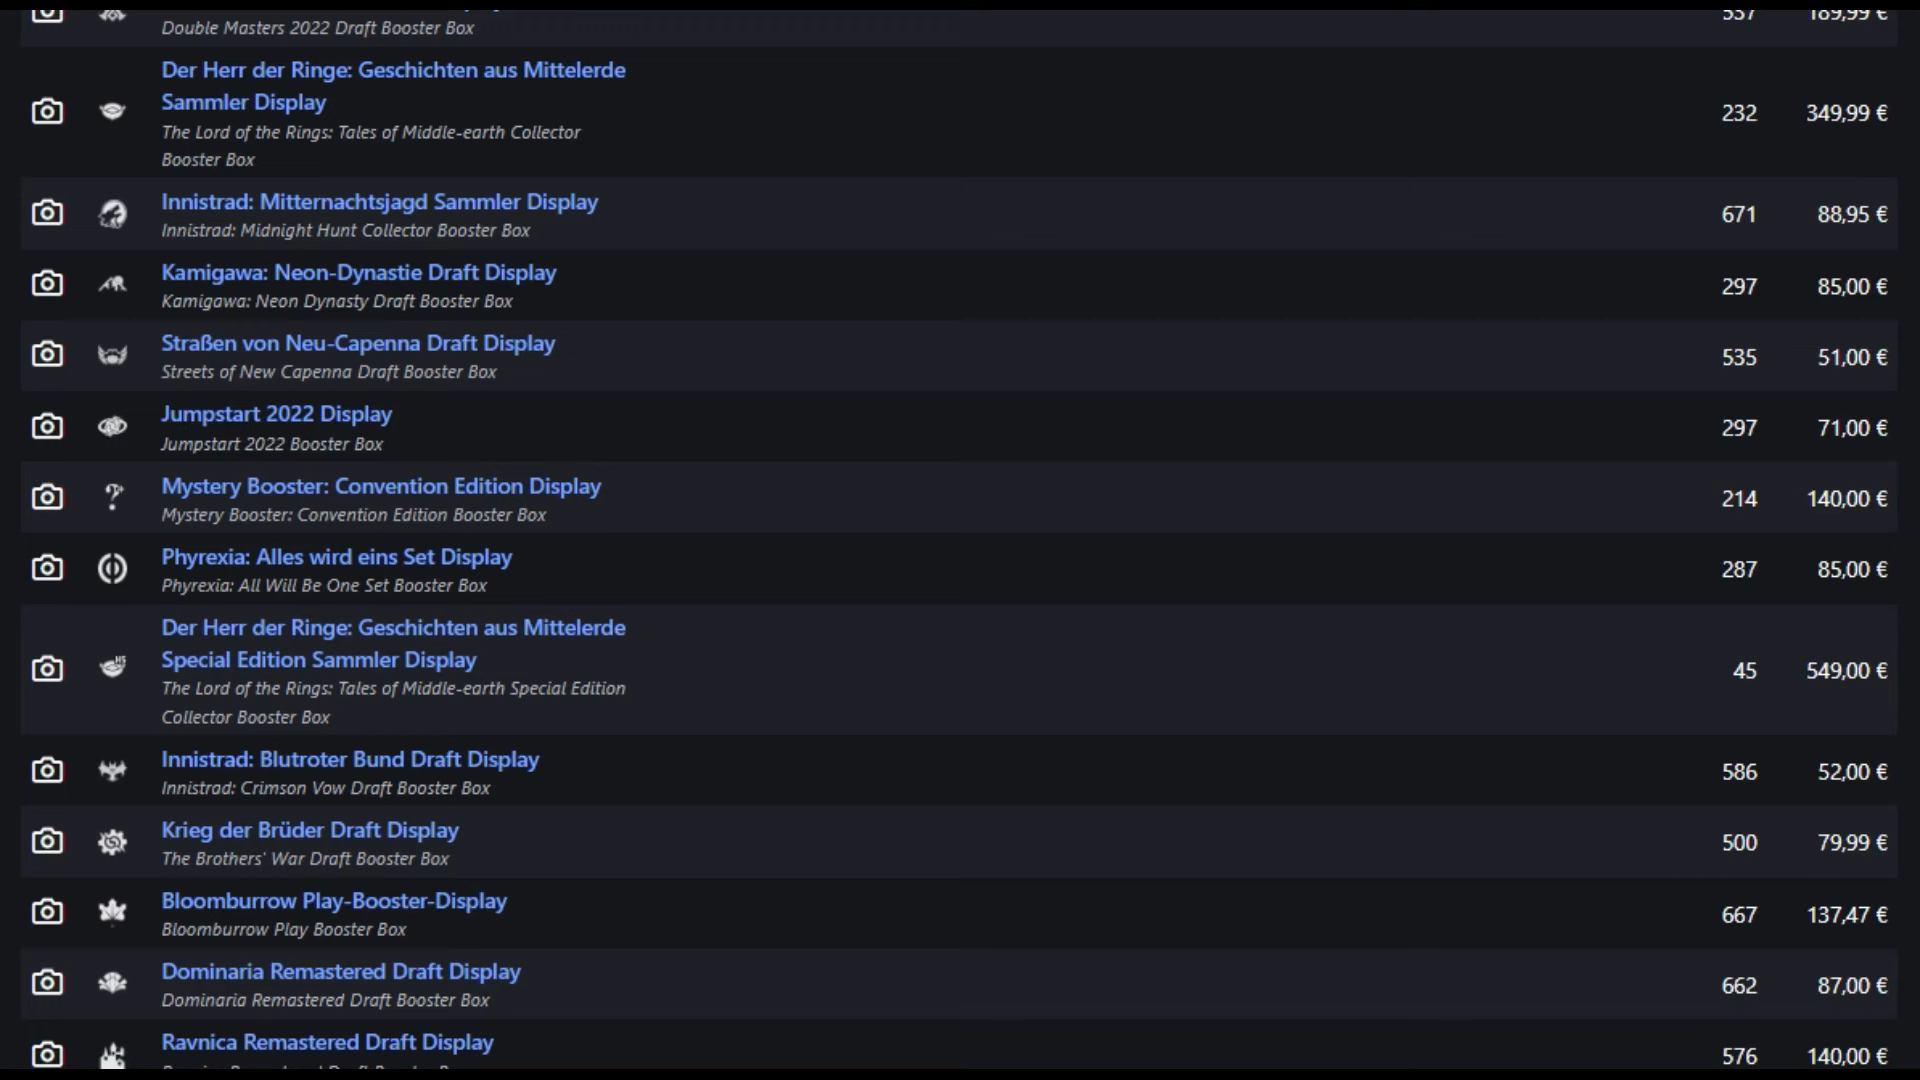 537 189,99 €
Double Masters 2022 Draft Booster Box
Der Herr der Ringe: Geschichten aus Mittelerde
Sammler Display
The Lord of the Rings: Tales of Middle-earth Collector
Booster Box
232 349,99 €
Innistrad: Mitternachtsjagd Sammler Display
Innistrad: Midnight Hunt Collector Booster Box
671 88,95 €
Kamigawa: Neon-Dynastie Draft Display
Kamigawa: Neon Dynasty Draft Booster Box
297 85,00 €
Straßen von Neu-Capenna Draft Display
Streets of New Capenna Draft Booster Box
535 51,00 €
Jumpstart 2022 Display
Jumpstart 2022 Booster Box
297 71,00 €
Mystery Booster: Convention Edition Display
Mystery Booster: Convention Edition Booster Box
214 140,00 €
Phyrexia: Alles wird eins Set Display
Phyrexia: All Will Be One Set Booster Box
287 85,00 €
Der Herr der Ringe: Geschichten aus Mittelerde
Special Edition Sammler Display
The Lord of the Rings: Tales of Middle-earth Special Edition
Collector Booster Box
45 549,00 €
Innistrad: Blutroter Bund Draft Display
Innistrad: Crimson Vow Draft Booster Box
586 52,00 €
Krieg der Brüder Draft Display
The Brothers' War Draft Booster Box
500 79,99 €
Bloomburrow Play-Booster-Display
Bloomburrow Play Booster Box
667 137,47 €
Dominaria Remastered Draft Display
Dominaria Remastered Draft Booster Box
662 87,00 €
Ravnica Remastered Draft Display
576 140,00 €